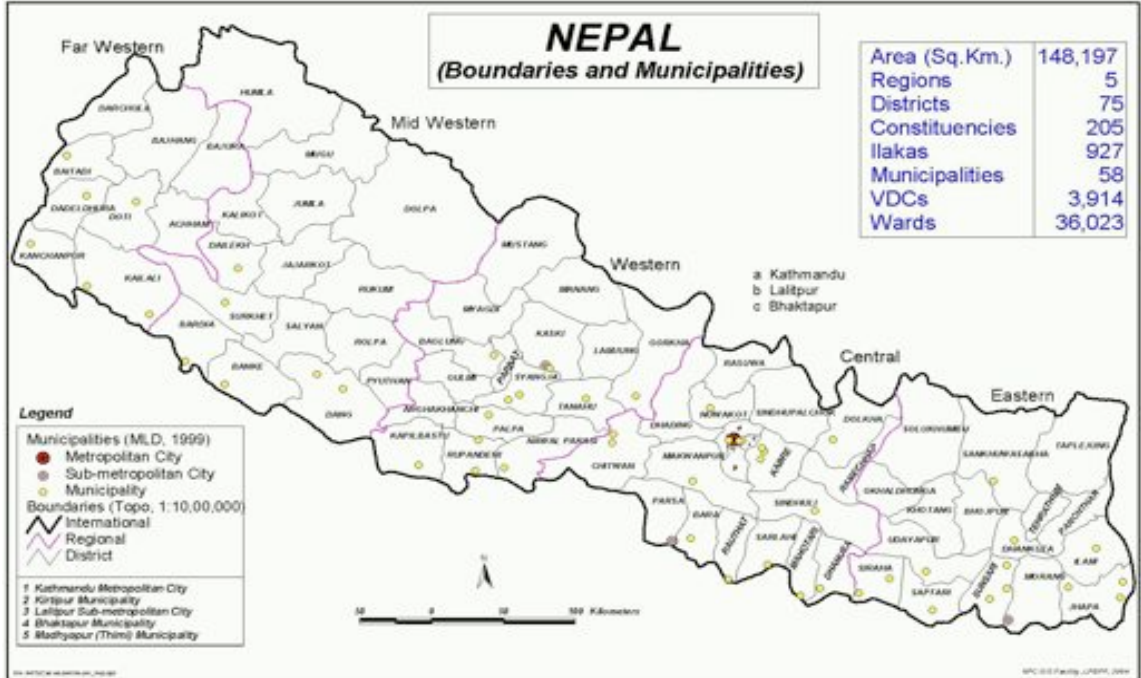 NEPAL
(Boundaries and Municipalities)
Area (Sq.Km.) 148,197
Regions 5
Districts 75
Constituencies 205
Ilakas 927
Municipalities 58
VDCs 3,914
Wards 36,023
Far Western
Mid Western
Western
Central
Eastern
a Kathmandu
b Lalitpur
c Bhaktapur
HUMLA
DARCHULA
BAJHANG
BAJURA
MUGU
BAITADI
DADELDHURA
DOTI
ACHHAM
KALIKOT
JUMLA
DOLPA
KANCHANPUR
KAILALI
DAILEKH
JAJARKOT
RUKUM
MUSTANG
MANANG
MYAGDI
BARDIA
SURKHET
SALYAN
ROLPA
BAGLUNG
PARBAT
KASKI
LAMJUNG
GORKHA
RASUWA
BANKE
DANG
PYUTHAN
GULMI
SYANGJA
TANAHU
DHADING
NUWAKOT
SINDHUPALCHOK
DOLKHA
SOLUKHUMBU
SANKHUWASABHA
TAPLEJUNG
ARGHAKHANCHI
PALPA
KAPILBASTU
RUPANDEHI
NAWAL PARASI
CHITWAN
MAKWANPUR
KAVRE
RAMECHHAP
OKHALDHUNGA
KHOTANG
BHOJPUR
TERHATHUM
PANCHTHAR
PARSA
BARA
RAUTHAT
SARLAHI
SINDHULI
MAHOTARI
DHANUSA
SIRAHA
UDAYAPUR
SAPTARI
SUNSARI
DHANKUTA
MORANG
ILAM
JHAPA
Legend
Municipalities (MLD, 1999)
Metropolitan City
Sub-metropolitan City
Municipality
Boundaries (Topo, 1:10,00,000)
International
Regional
District
1 Kathmandu Metropolitan City
2 Kirtipur Municipality
3 Lalitpur Sub-metropolitan City
4 Bhaktapur Municipality
5 Madhyapur (Thimi) Municipality
N
50 0 50 100 Kilometers